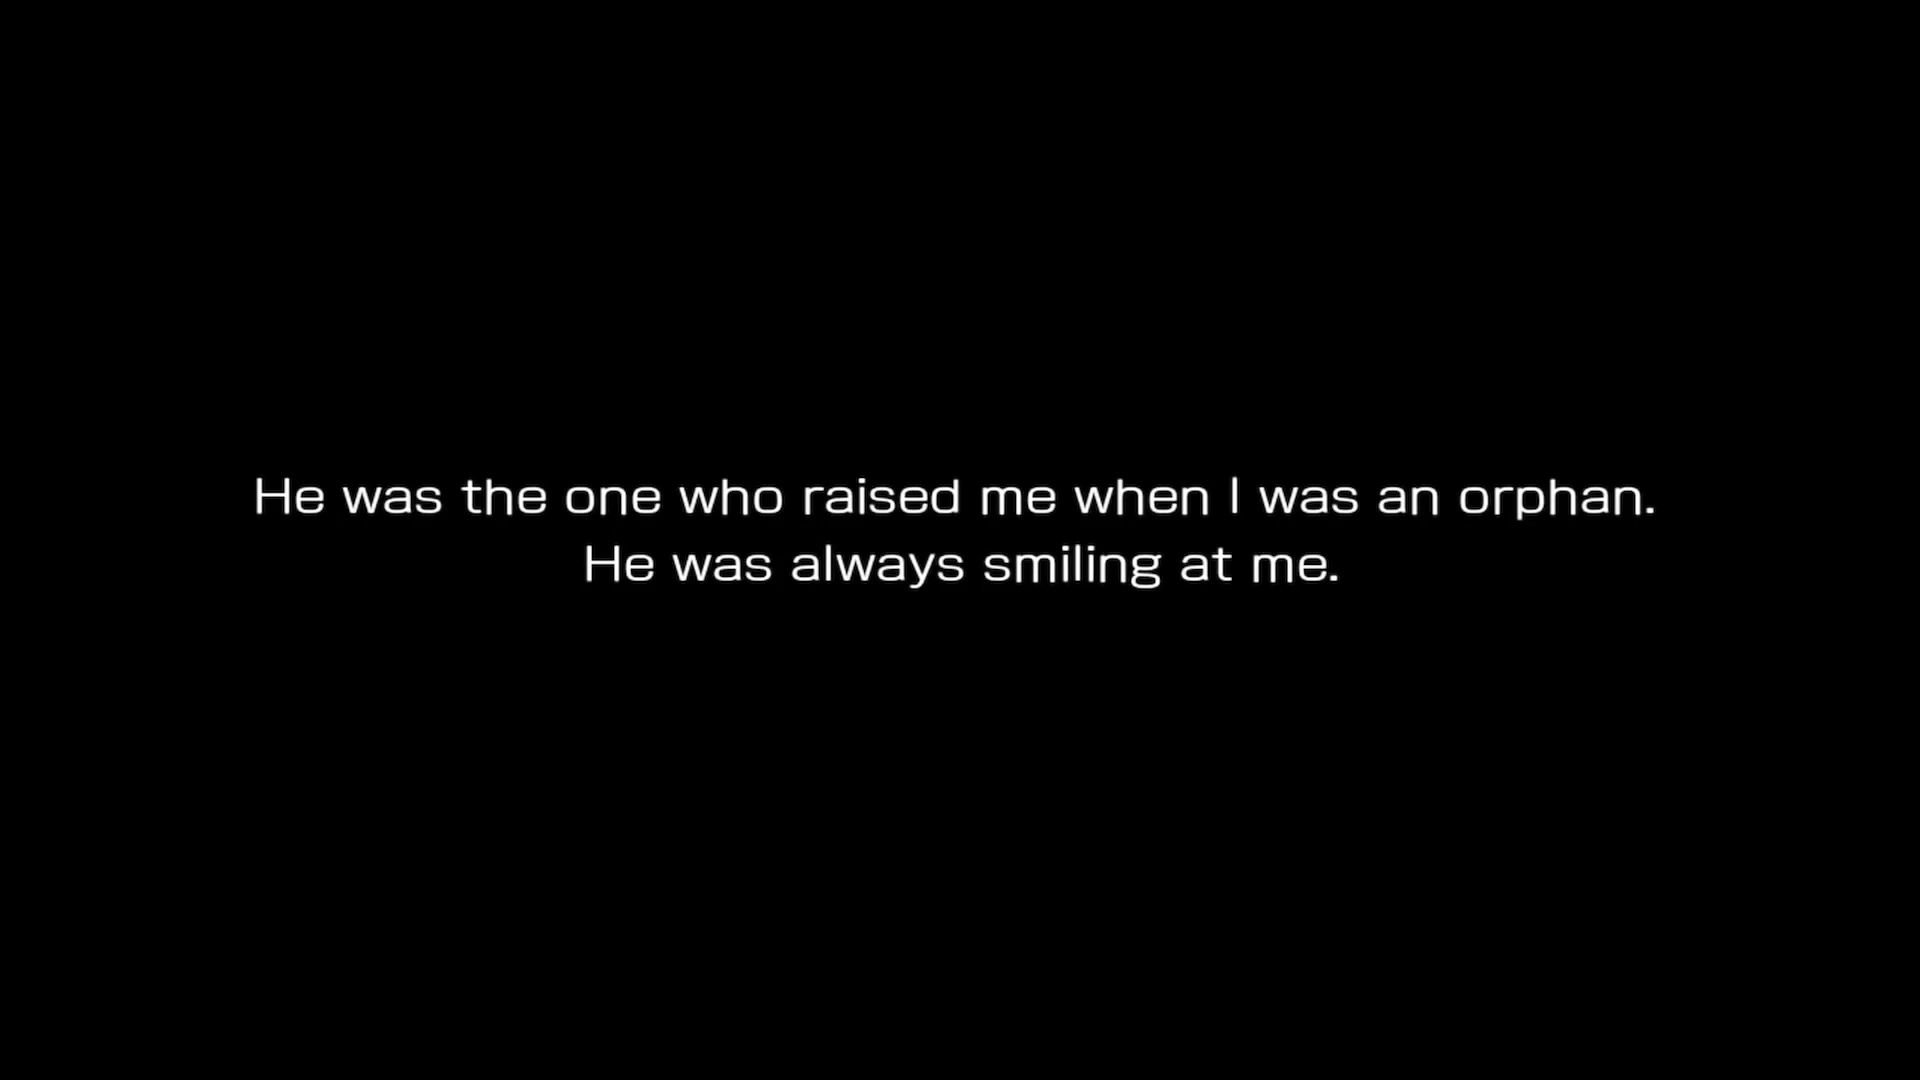 He was the one who raised me when I was an orphan.
He was always smiling at me.